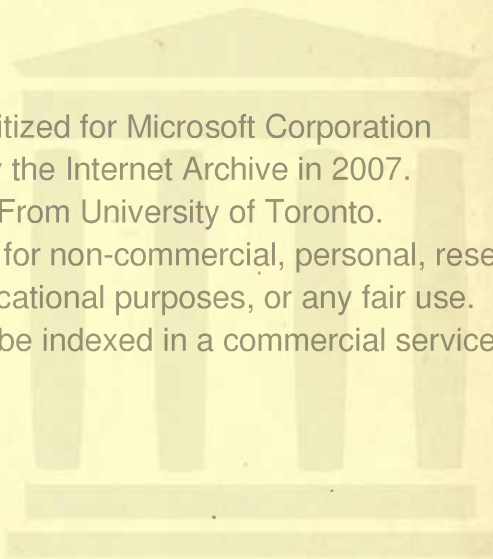 itized for Microsoft Corporation
the Internet Archive in 2007.
From University of Toronto.
for non-commercial, personal, rese
cational purposes, or any fair use.
be indexed in a commercial service